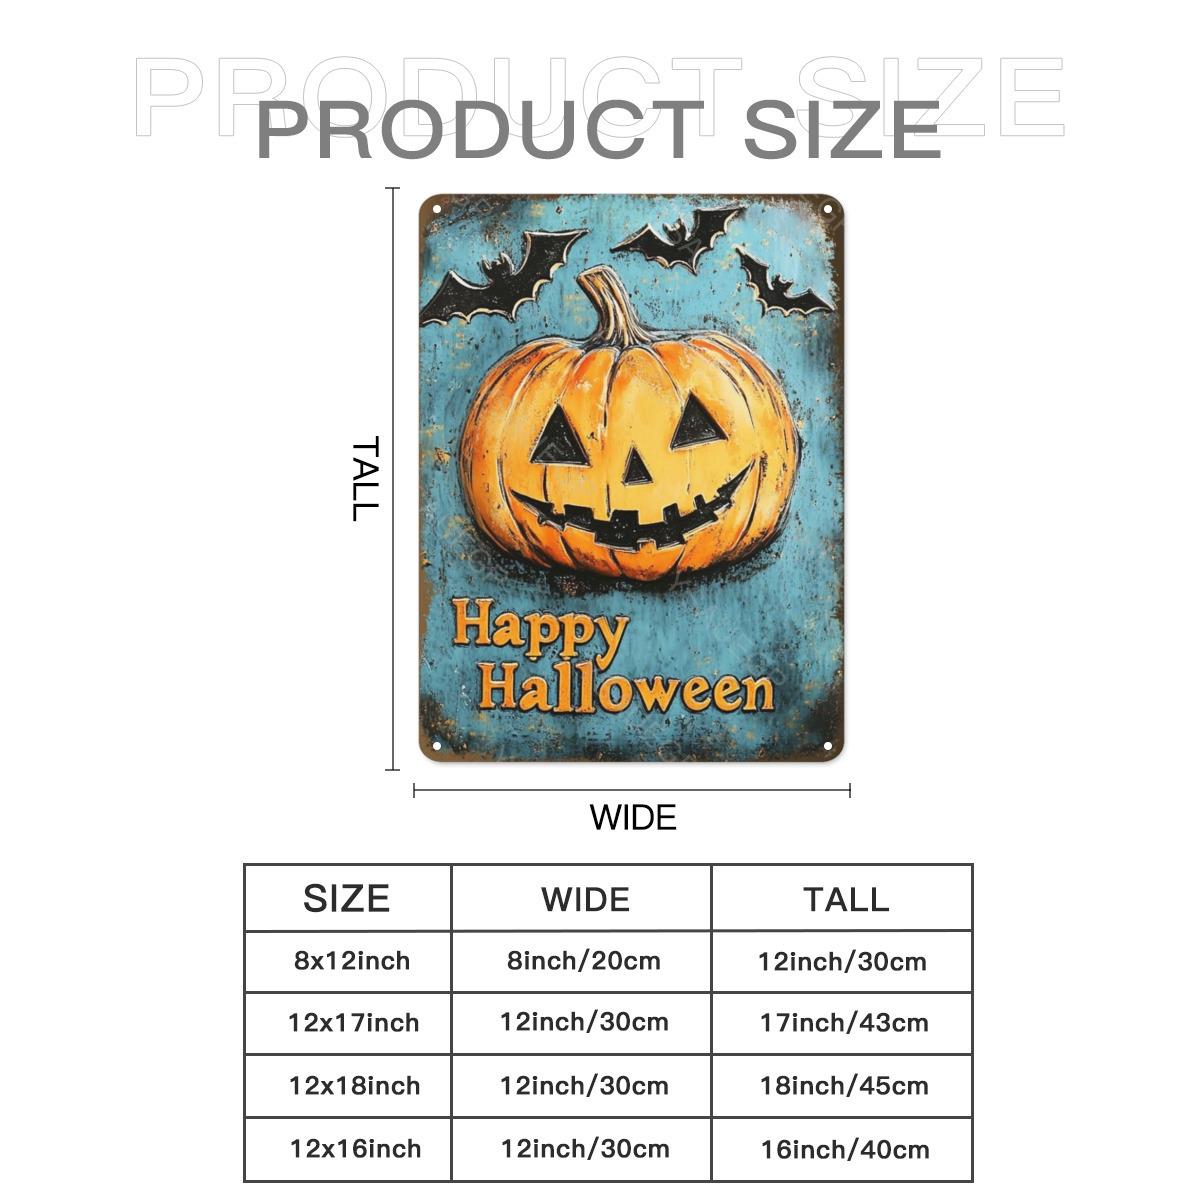 PRODUCT SIZE
PRODUCT SIZE
TALL
Happy
Halloween
WIDE
SIZE WIDE TALL
8x12inch 8inch/20cm 12inch/30cm
12x17inch 12inch/30cm 17inch/43cm
12x18inch 12inch/30cm 18inch/45cm
12x16inch 12inch/30cm 16inch/40cm